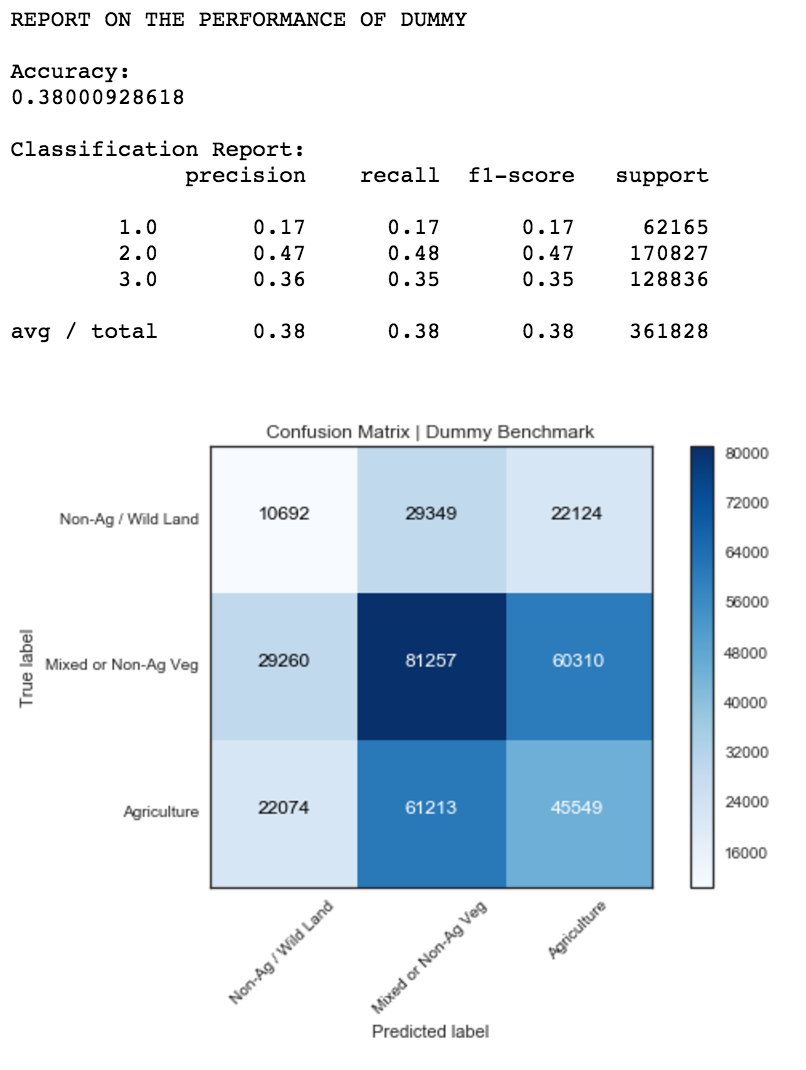 REPORT ON THE PERFORMANCE OF DUMMY
Accuracy:
0.38000928618
Classification Report:
precision recall f1-score support
1.0 0.17 0.17 0.17 62165
2.0 0.47 0.48 0.47 170827
3.0 0.36 0.35 0.35 128836
avg / total 0.38 0.38 0.38 361828
Confusion Matrix | Dummy Benchmark
Non-Ag / Wild Land 10692 29349 22124
Mixed or Non-Ag Veg 29260 81257 60310
Agriculture 22074 61213 45549
True label
Non-Ag / Wild Land
Mixed or Non-Ag Veg
Agriculture
Predicted label
80000
72000
64000
56000
48000
40000
32000
24000
16000